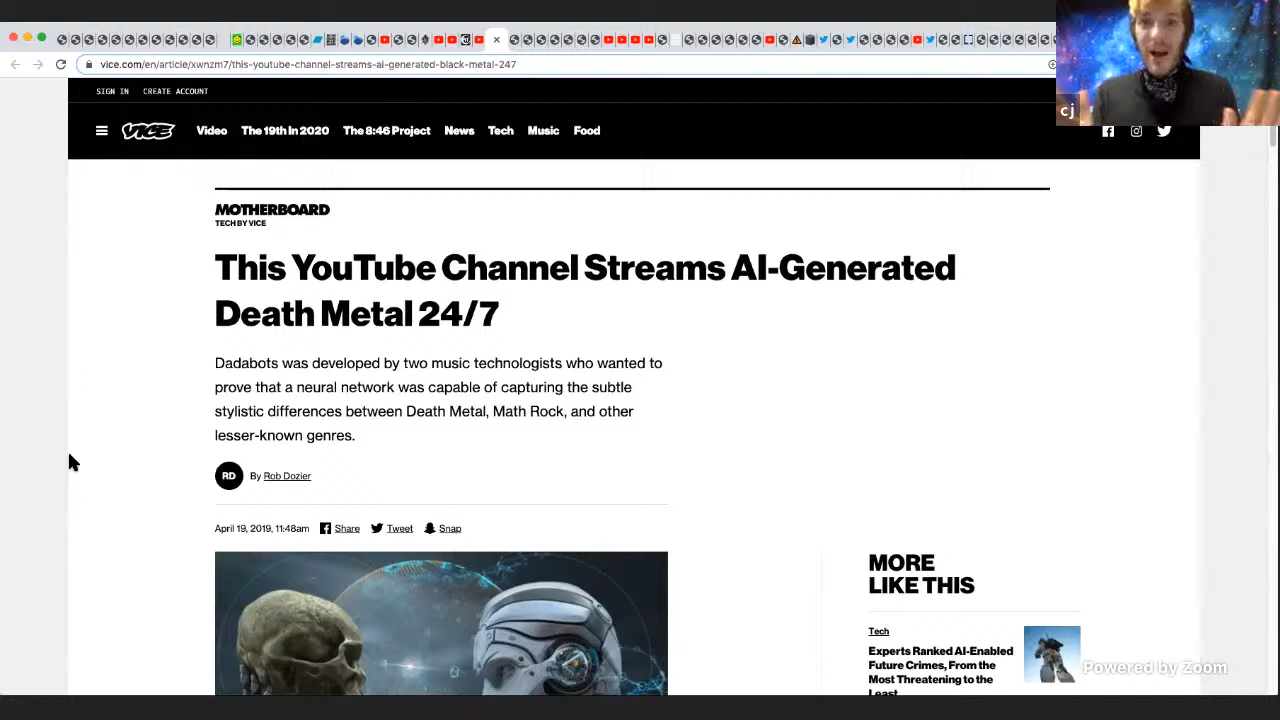 vice.com/en/article/xwnzm7/this-youtube-channel-streams-ai-generated-black-metal-247
cj
SIGN IN CREATE ACCOUNT
VICE Video The 19th In 2020 The 8:46 Project News Tech Music Food
MOTHERBOARD
TECH BY VICE
This YouTube Channel Streams AI-Generated
Death Metal 24/7
Dadabots was developed by two music technologists who wanted to
prove that a neural network was capable of capturing the subtle
stylistic differences between Death Metal, Math Rock, and other
lesser-known genres.
RD By Rob Dozier
April 19, 2019, 11:48am Share Tweet Snap
MORE
LIKE THIS
Tech
Experts Ranked AI-Enabled
Future Crimes, From the
Most Threatening to the
Least
Powered by Zoom